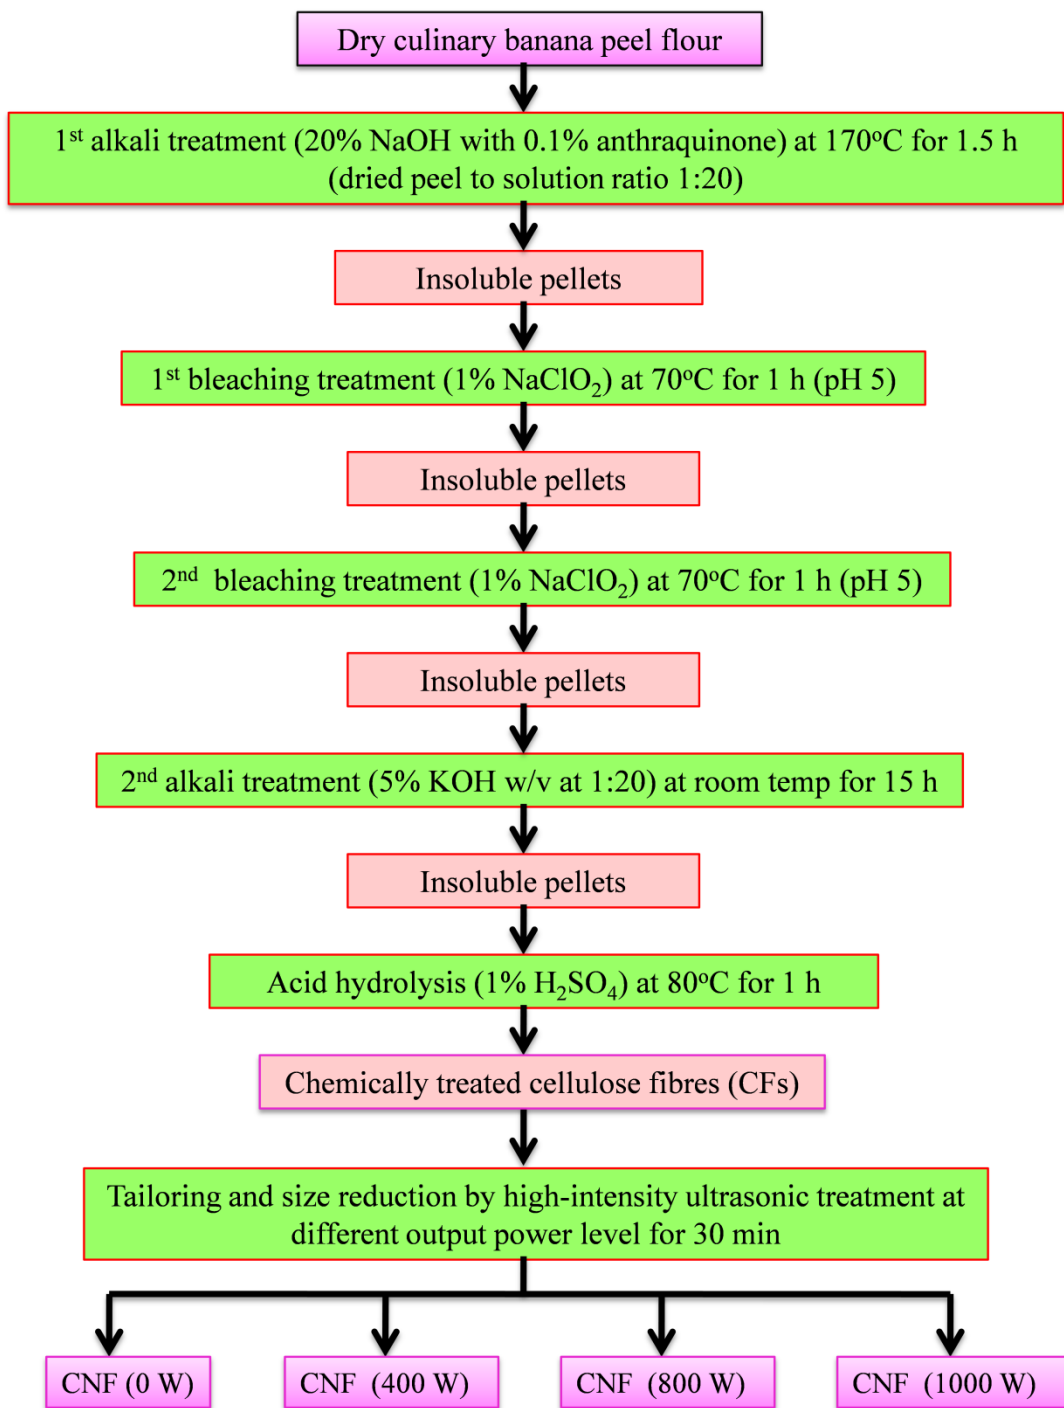 Dry culinary banana peel flour
1st alkali treatment (20% NaOH with 0.1% anthraquinone) at 170oC for 1.5 h
(dried peel to solution ratio 1:20)
Insoluble pellets
1st bleaching treatment (1% NaClO2) at 70oC for 1 h (pH 5)
Insoluble pellets
2nd bleaching treatment (1% NaClO2) at 70oC for 1 h (pH 5)
Insoluble pellets
2nd alkali treatment (5% KOH w/v at 1:20) at room temp for 15 h
Insoluble pellets
Acid hydrolysis (1% H2SO4) at 80oC for 1 h
Chemically treated cellulose fibres (CFs)
Tailoring and size reduction by high-intensity ultrasonic treatment at
different output power level for 30 min
CNF (0 W)
CNF (400 W)
CNF (800 W)
CNF (1000 W)